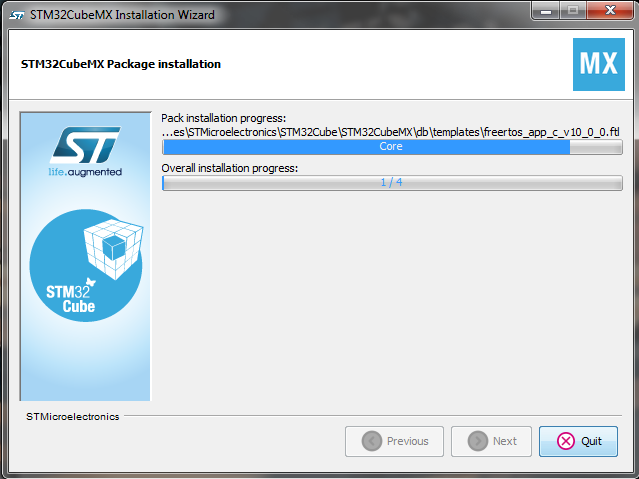 STM32CubeMX Installation Wizard
STM32CubeMX Package installation
MX
Pack installation progress:
...es\STMicroelectronics\STM32Cube\STM32CubeMX\db\templates\freertos_app_c_v10_0_0.ftl
Core
Overall installation progress:
1 / 4
ST
life.augmented
STM32
Cube
STMicroelectronics
Previous
Next
Quit